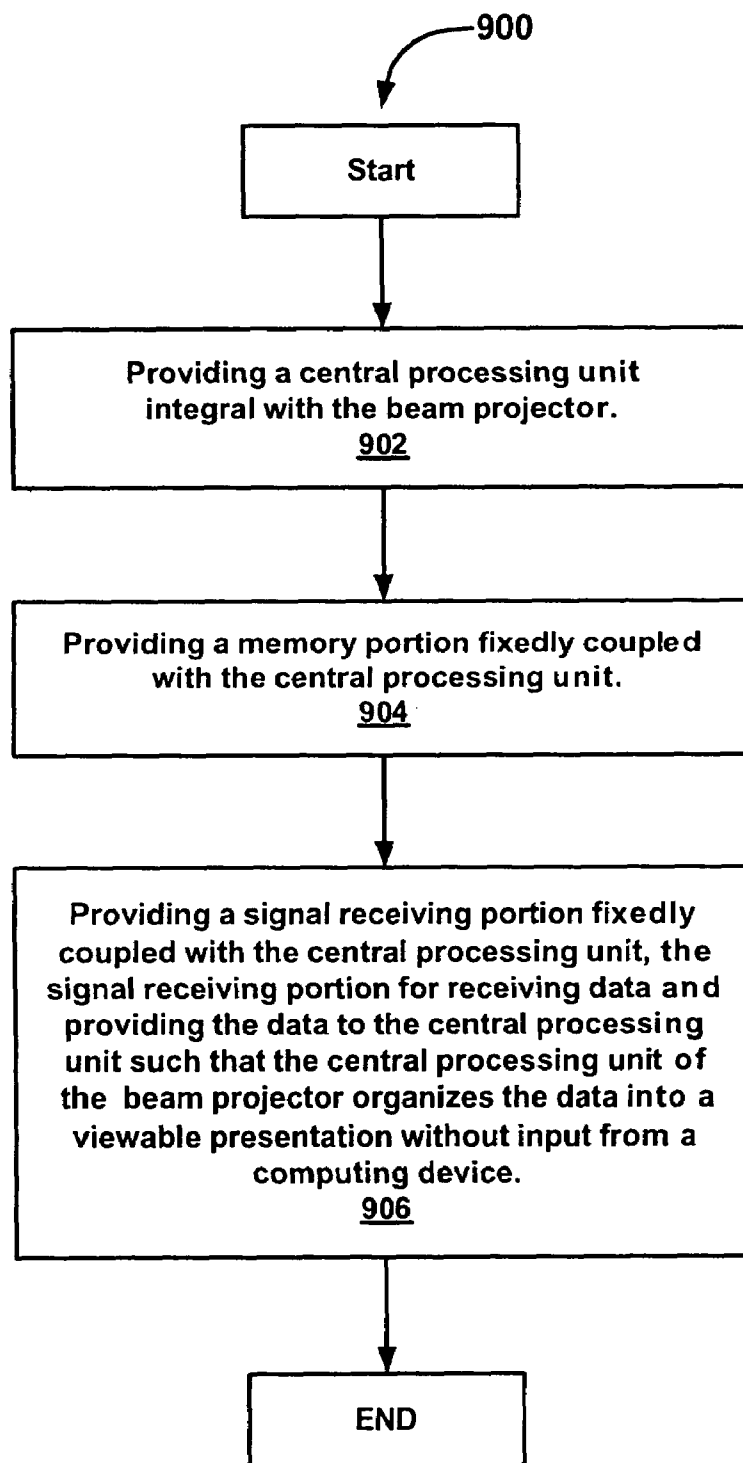 900
Start
Providing a central processing unit
integral with the beam projector.
902
Providing a memory portion fixedly coupled
with the central processing unit.
904
Providing a signal receiving portion fixedly
coupled with the central processing unit, the
signal receiving portion for receiving data and
providing the data to the central processing
unit such that the central processing unit of
the beam projector organizes the data into a
viewable presentation without input from a
computing device.
906
END